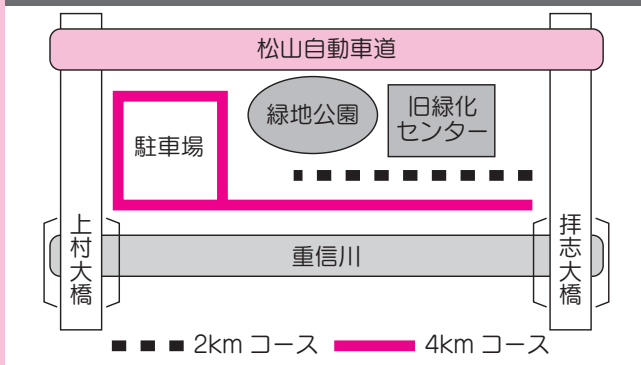 松山自動車道
緑地公園
旧緑化
センター
駐車場
上村大橋
重信川
拝志大橋
2km コース
4km コース